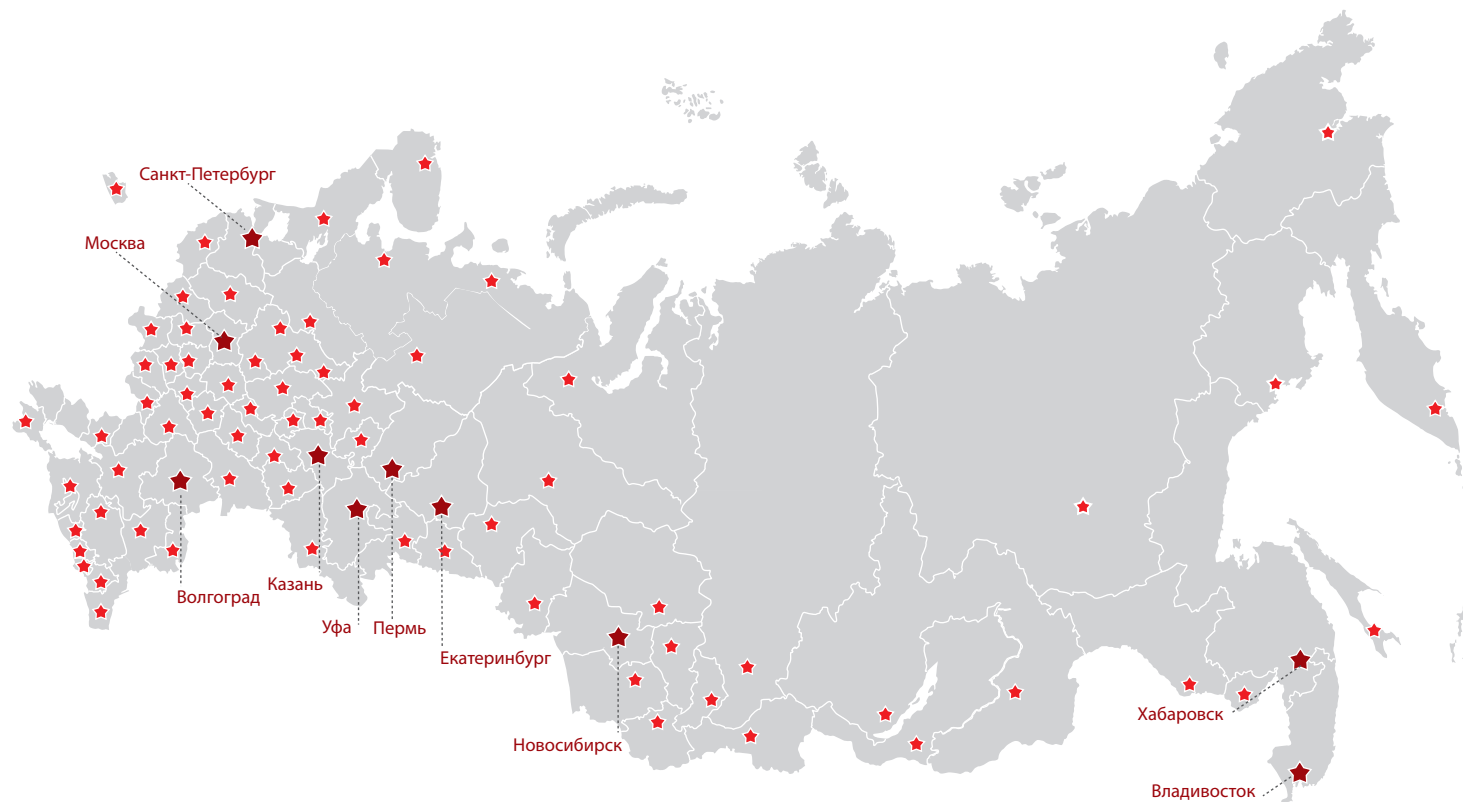 Санкт-Петербург
Москва
Волгоград
Казань
Уфа
Пермь
Екатеринбург
Новосибирск
Хабаровск
Владивосток